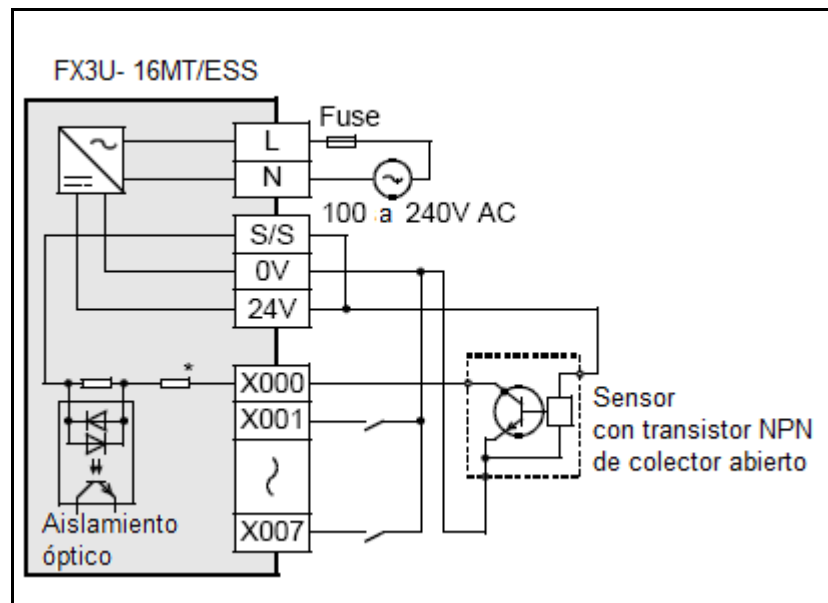 FX3U- 16MT/ESS
Fuse
L
N
100 a 240V AC
S/S
0V
24V
*
X000
X001
X007
Sensor
con transistor NPN
de colector abierto
Aislamiento
óptico